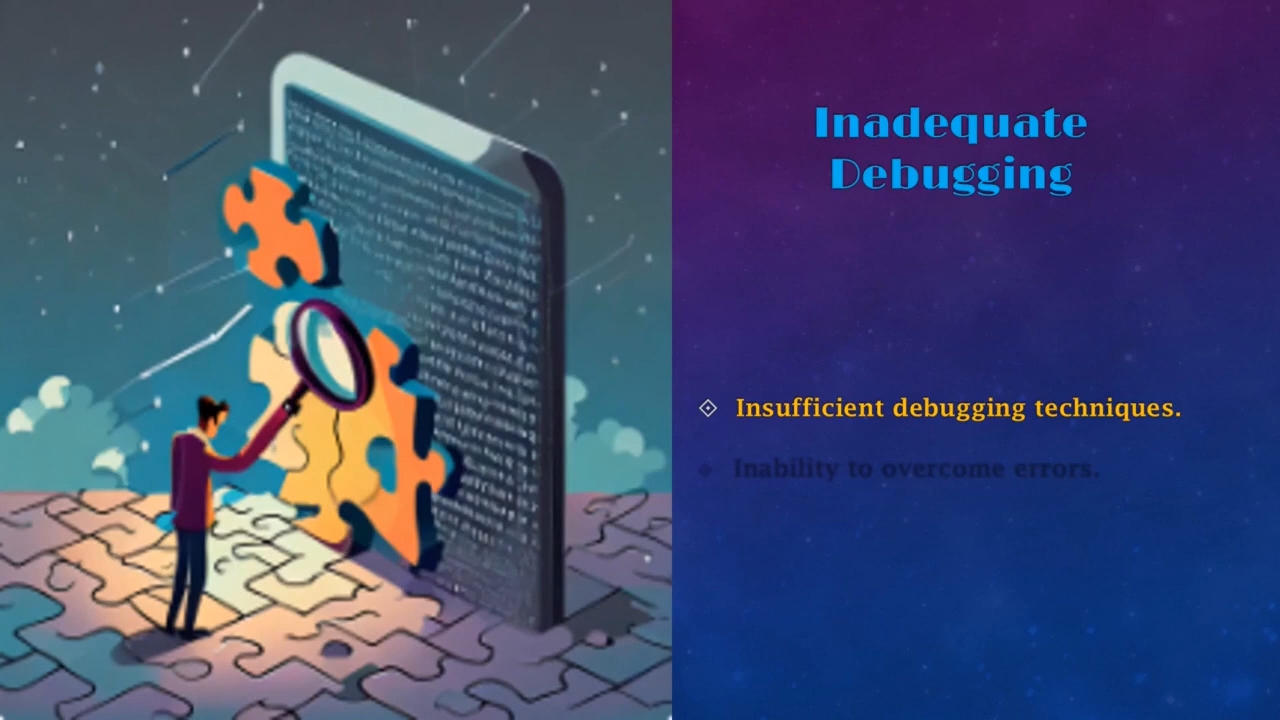 Inadequate
Debugging
Insufficient debugging techniques.
Inability to overcome errors.